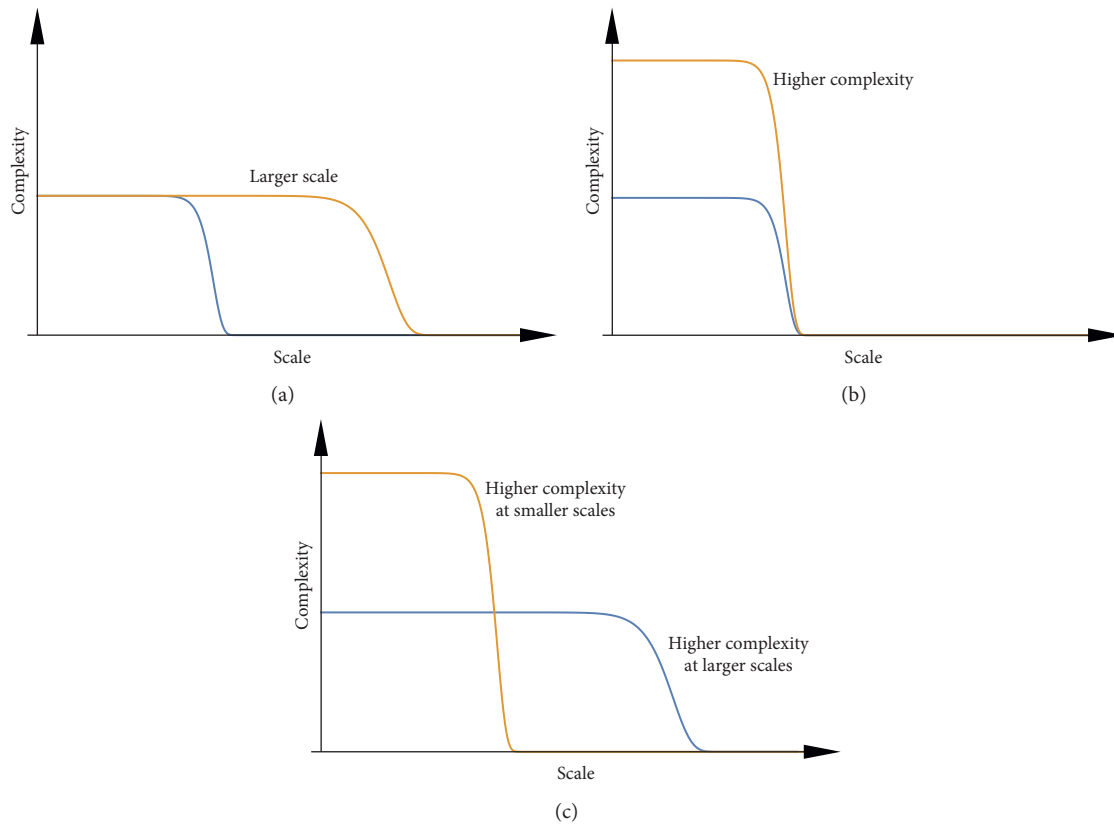 Complexity
Larger scale
Scale
(a)
Complexity
Higher complexity
Scale
(b)
Complexity
Higher complexity
at smaller scales
Higher complexity
at larger scales
Scale
(c)